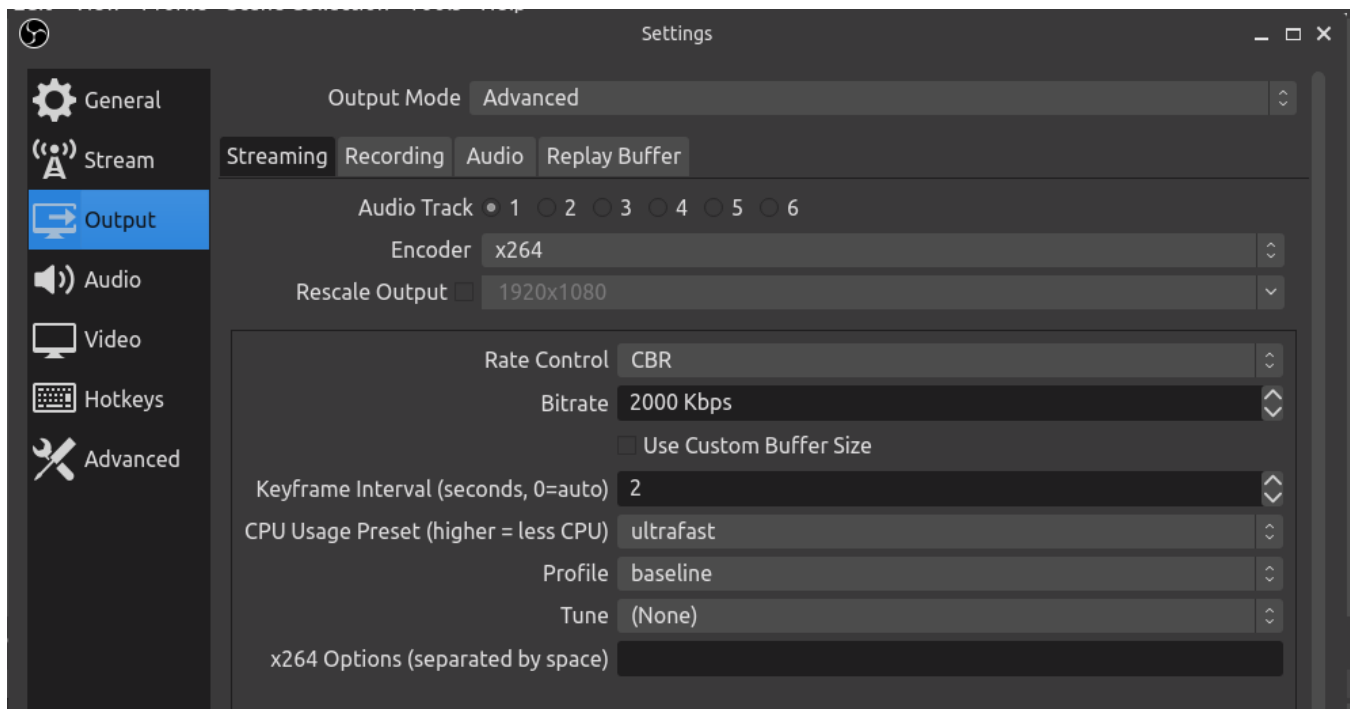 Settings
General
Stream
Output
Audio
Video
Hotkeys
Advanced
Output Mode Advanced
Streaming Recording Audio Replay Buffer
Audio Track 1 2 3 4 5 6
Encoder x264
Rescale Output 1920x1080
Rate Control CBR
Bitrate 2000 Kbps
Use Custom Buffer Size
Keyframe Interval (seconds, 0=auto) 2
CPU Usage Preset (higher = less CPU) ultrafast
Profile baseline
Tune (None)
x264 Options (separated by space)